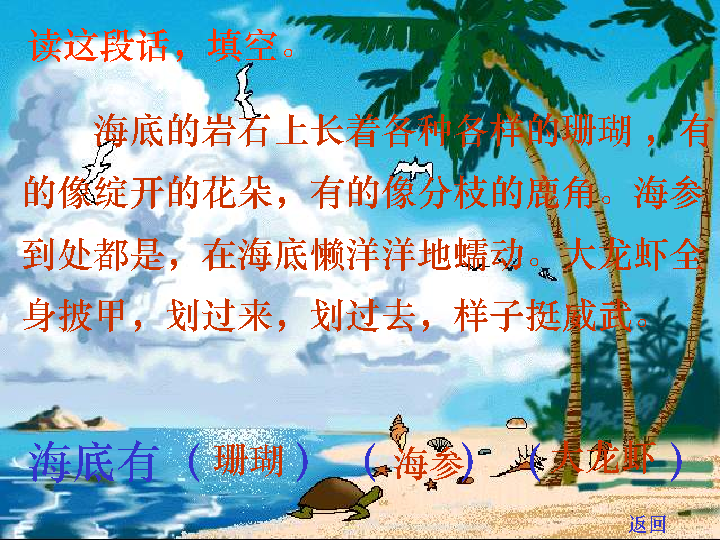 读这段话，填空。
海底的岩石上长着各种各样的珊瑚，有
的像绽开的花朵，有的像分枝的鹿角。海参
到处都是，在海底懒洋洋地蠕动。大龙虾全
身披甲，划过来，划过去，样子挺威武。
海底有（珊瑚）（海参）（大龙虾）
返回